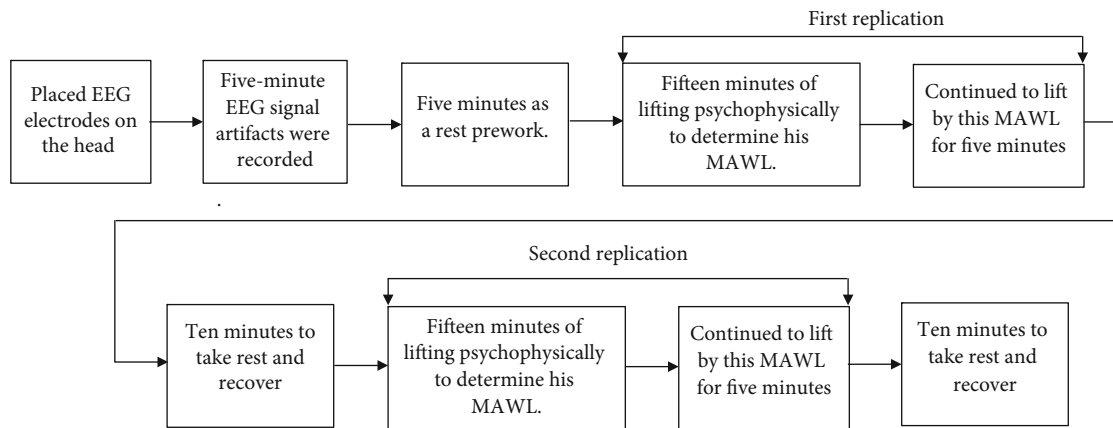 First replication
Placed EEG
electrodes on
the head
Five-minute
EEG signal
artifacts were
recorded
Five minutes as
a rest prework.
Fifteen minutes of
lifting psychophysically
to determine his
MAWL.
Continued to lift
by this MAWL
for five minutes
Second replication
Ten minutes to
take rest and
recover
Fifteen minutes of
lifting psychophysically
to determine his
MAWL.
Continued to lift
by this MAWL
for five minutes
Ten minutes to
take rest and
recover